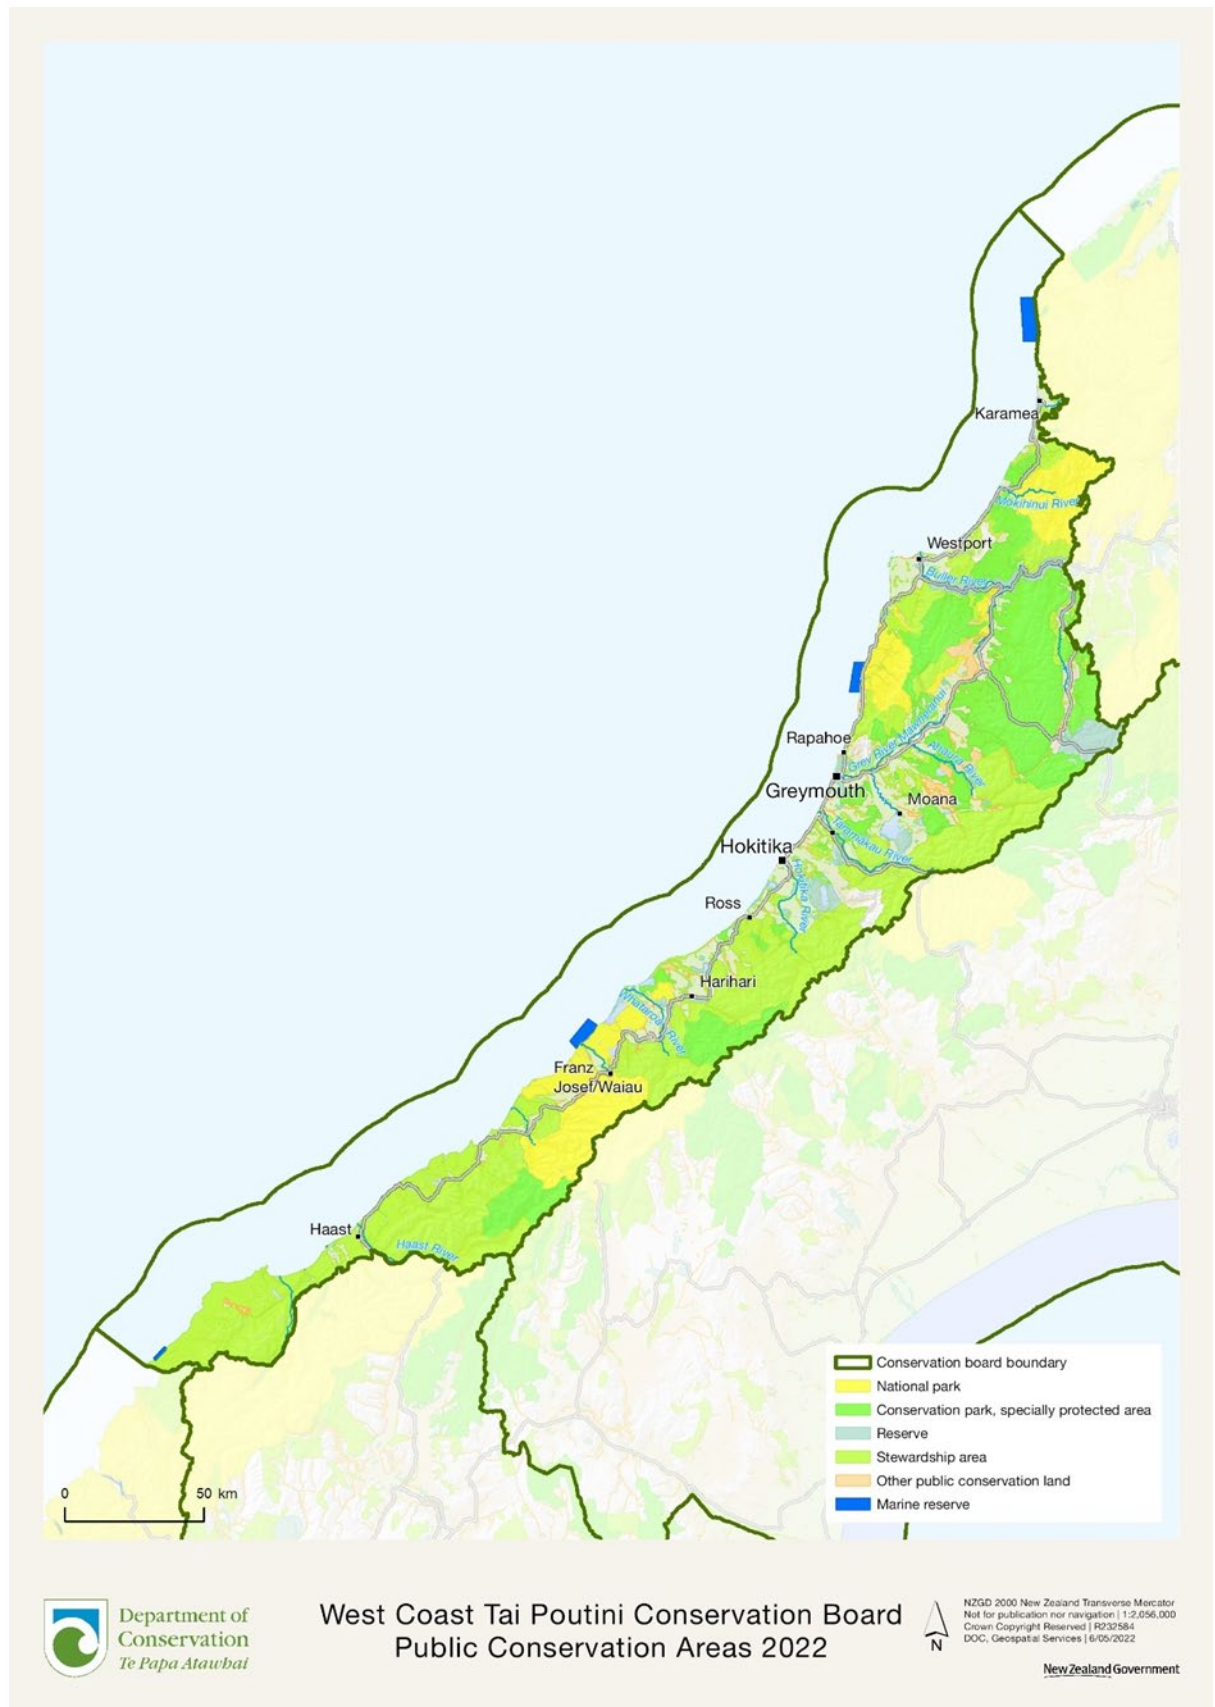 Karamea
Mokihinui River
Westport
Buller River
Rapahoe
Grey River Mawheranui
Ahaura River
Greymouth
Moana
Taramakau River
Hokitika
Hokitika River
Ross
Harihari
Whataroa River
Franz
Josef/Waiau
Haast
Haast River
Conservation board boundary
National park
Conservation park, specially protected area
Reserve
Stewardship area
Other public conservation land
Marine reserve
0 50 km
Department of
Conservation
Te Papa Atawhai
West Coast Tai Poutini Conservation Board
Public Conservation Areas 2022
N
NZGD 2000 New Zealand Transverse Mercator
Not for publication nor navigation | 1:2,056,000
Crown Copyright Reserved | R232584
DOC, Geospatial Services | 6/05/2022
New Zealand Government